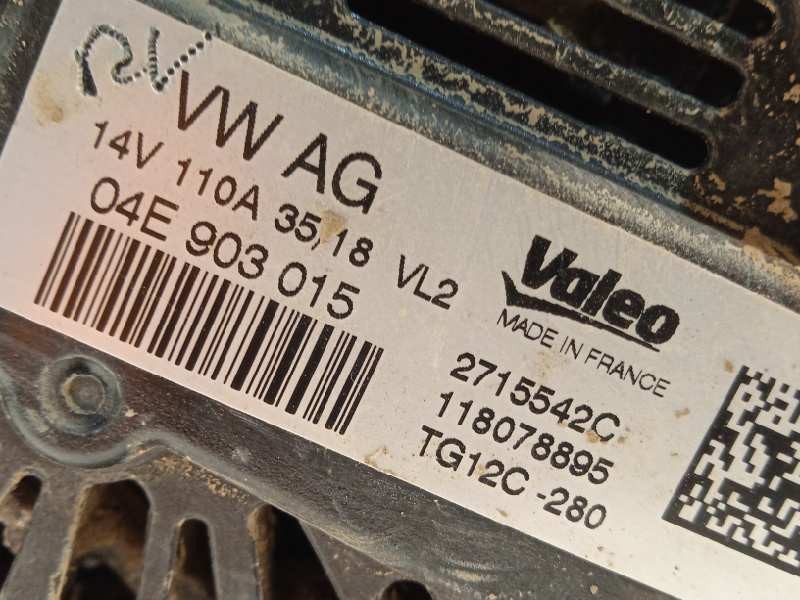 RV
VW AG
14V 110A 35/18 VL2
04E 903 015
Valeo
MADE IN FRANCE
2715542C
118078895
TG12C-280